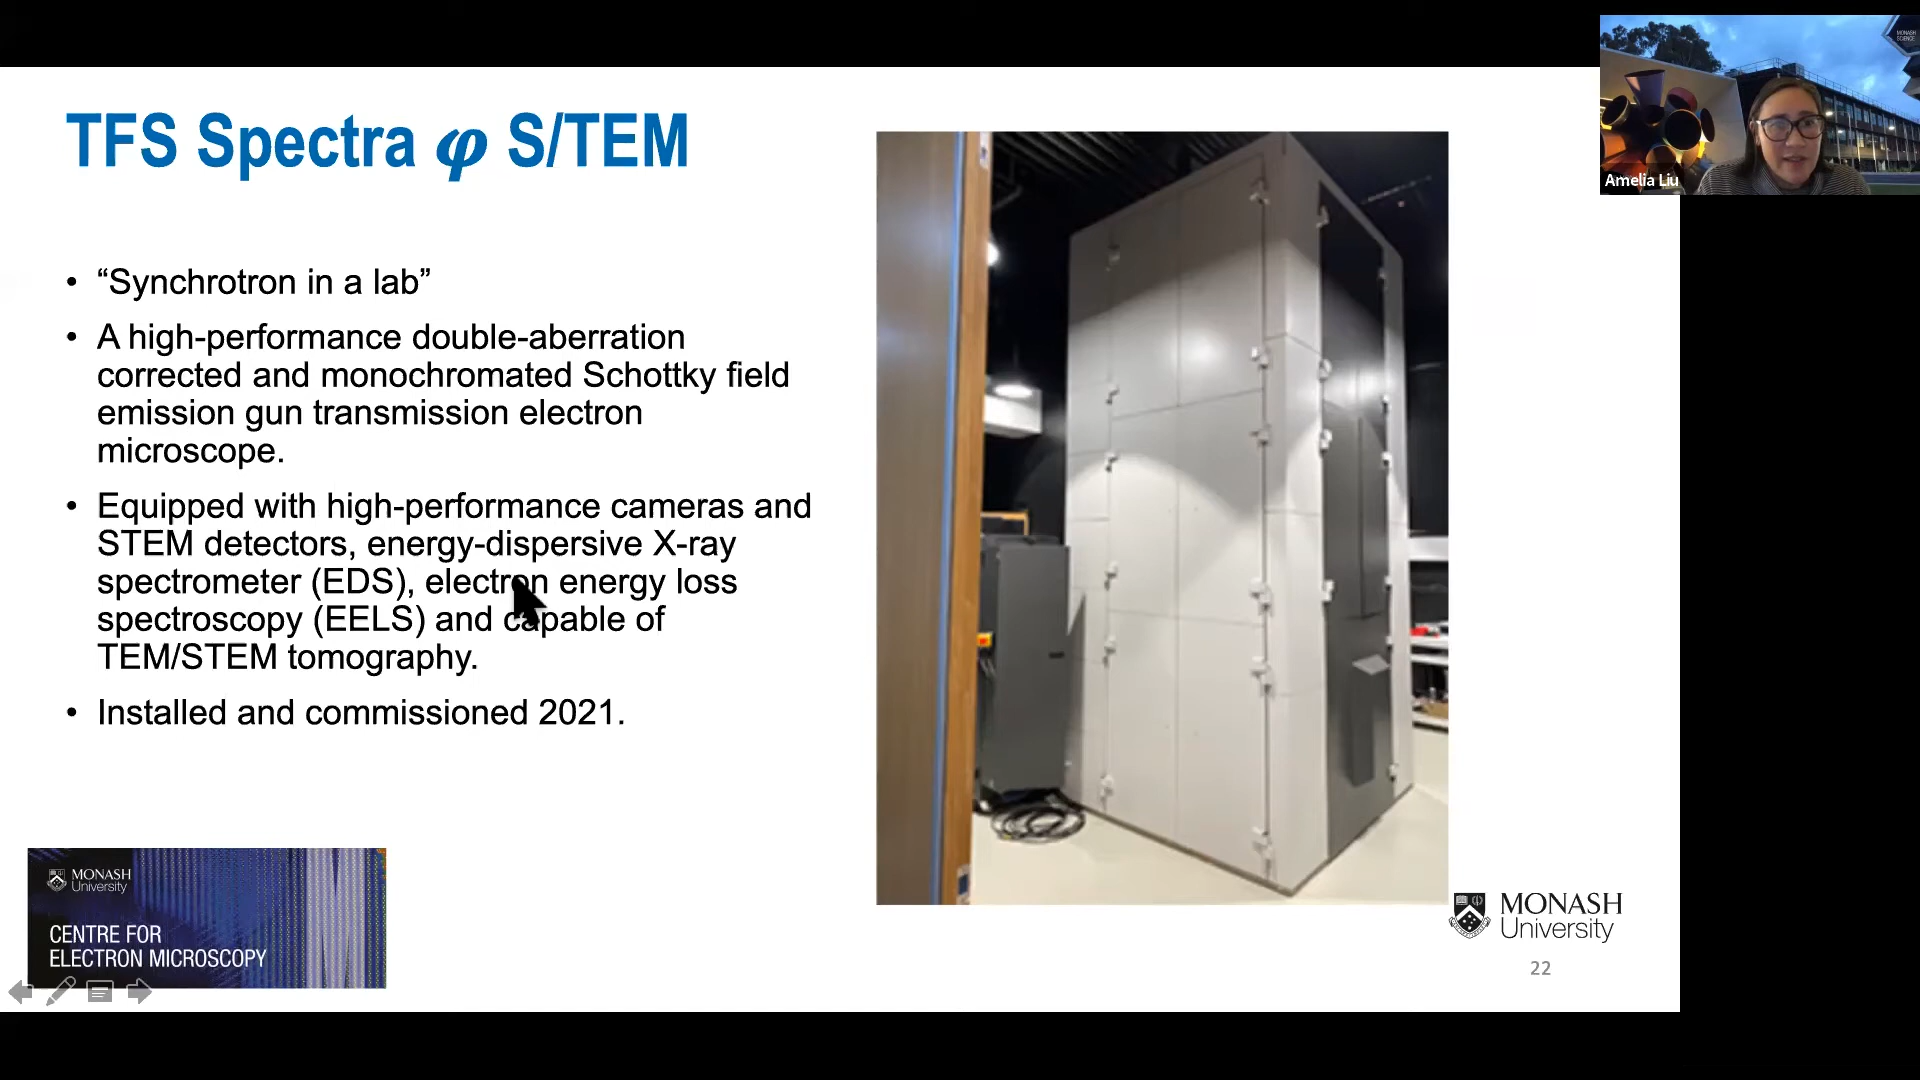 TFS Spectra φ S/TEM
• “Synchrotron in a lab”
• A high-performance double-aberration
corrected and monochromated Schottky field
emission gun transmission electron
microscope.
• Equipped with high-performance cameras and
STEM detectors, energy-dispersive X-ray
spectrometer (EDS), electron energy loss
spectroscopy (EELS) and capable of
TEM/STEM tomography.
• Installed and commissioned 2021.
MONASH
University
CENTRE FOR
ELECTRON MICROSCOPY
MONASH
University
22
MONASH
SCIENCE
Amelia Liu